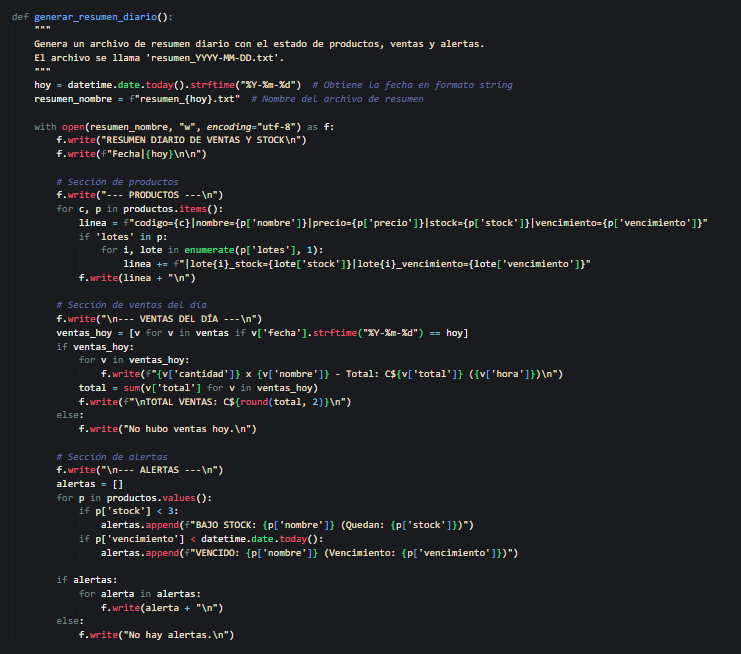 def generar_resumen_diario():
    """
    Genera un archivo de resumen diario con el estado de productos, ventas y alertas.
    El archivo se llama 'resumen_YYYY-MM-DD.txt'.
    """
    hoy = datetime.date.today().strftime("%Y-%m-%d")  # Obtiene la fecha en formato string
    resumen_nombre = f"resumen_{hoy}.txt"  # Nombre del archivo de resumen

    with open(resumen_nombre, "w", encoding="utf-8") as f:
        f.write("RESUMEN DIARIO DE VENTAS Y STOCK\n")
        f.write(f"Fecha|{hoy}\n\n")

        # Sección de productos
        f.write("--- PRODUCTOS ---\n")
        for c, p in productos.items():
            linea = f"codigo={c}|nombre={p['nombre']}|precio={p['precio']}|stock={p['stock']}|vencimiento={p['vencimiento']}"
            if 'lotes' in p:
                for i, lote in enumerate(p['lotes'], 1):
                    linea += f"|lote{i}_stock={lote['stock']}|lote{i}_vencimiento={lote['vencimiento']}"
            f.write(linea + "\n")

        # Sección de ventas del día
        f.write("\n--- VENTAS DEL DÍA ---\n")
        ventas_hoy = [v for v in ventas if v['fecha'].strftime("%Y-%m-%d") == hoy]
        if ventas_hoy:
            for v in ventas_hoy:
                f.write(f"{v['cantidad']} x {v['nombre']} - Total: C${v['total']} ({v['hora']})\n")
            total = sum(v['total'] for v in ventas_hoy)
            f.write(f"\nTOTAL VENTAS: C${round(total, 2)}\n")
        else:
            f.write("No hubo ventas hoy.\n")

        # Sección de alertas
        f.write("\n--- ALERTAS ---\n")
        alertas = []
        for p in productos.values():
            if p['stock'] < 3:
                alertas.append(f"BAJO STOCK: {p['nombre']} (Quedan: {p['stock']})")
            if p['vencimiento'] < datetime.date.today():
                alertas.append(f"VENCIDO: {p['nombre']} (Vencimiento: {p['vencimiento']})")

        if alertas:
            for alerta in alertas:
                f.write(alerta + "\n")
        else:
            f.write("No hay alertas.\n")